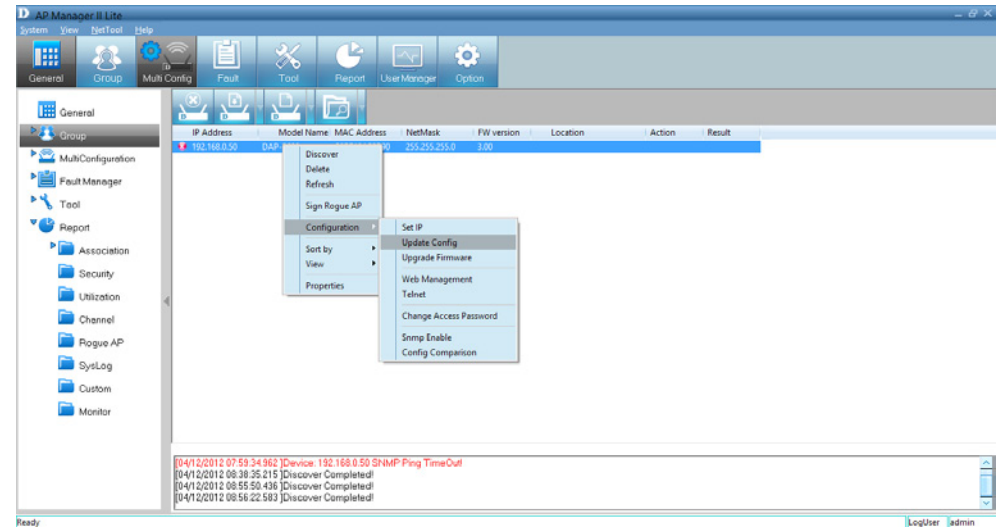 AP Manager II Lite
System View NetTool Help
General Group Multi Config Fault Tool Report UserManager Option
General
Group
MultiConfiguration
Fault Manager
Tool
Report
Association
Security
Utilization
Channel
Rogue AP
SysLog
Custom
Monitor
IP Address Model Name MAC Address NetMask FW version Location Action Result
192.168.0.50 DAP- 255.255.255.0 3.00
Discover
Delete
Refresh
Sign Rogue AP
Configuration
Sort by
View
Properties
Set IP
Update Config
Upgrade Firmware
Web Management
Telnet
Change Access Password
Snmp Enable
Config Comparison
[04/12/2012 07:59:34.962 ]Device: 192.168.0.50 SNMP Ping TimeOut!
[04/12/2012 08:38:35.215 ]Discover Completed!
[04/12/2012 08:55:50.436 ]Discover Completed!
[04/12/2012 08:56:22.583 ]Discover Completed!
Ready LogUser admin